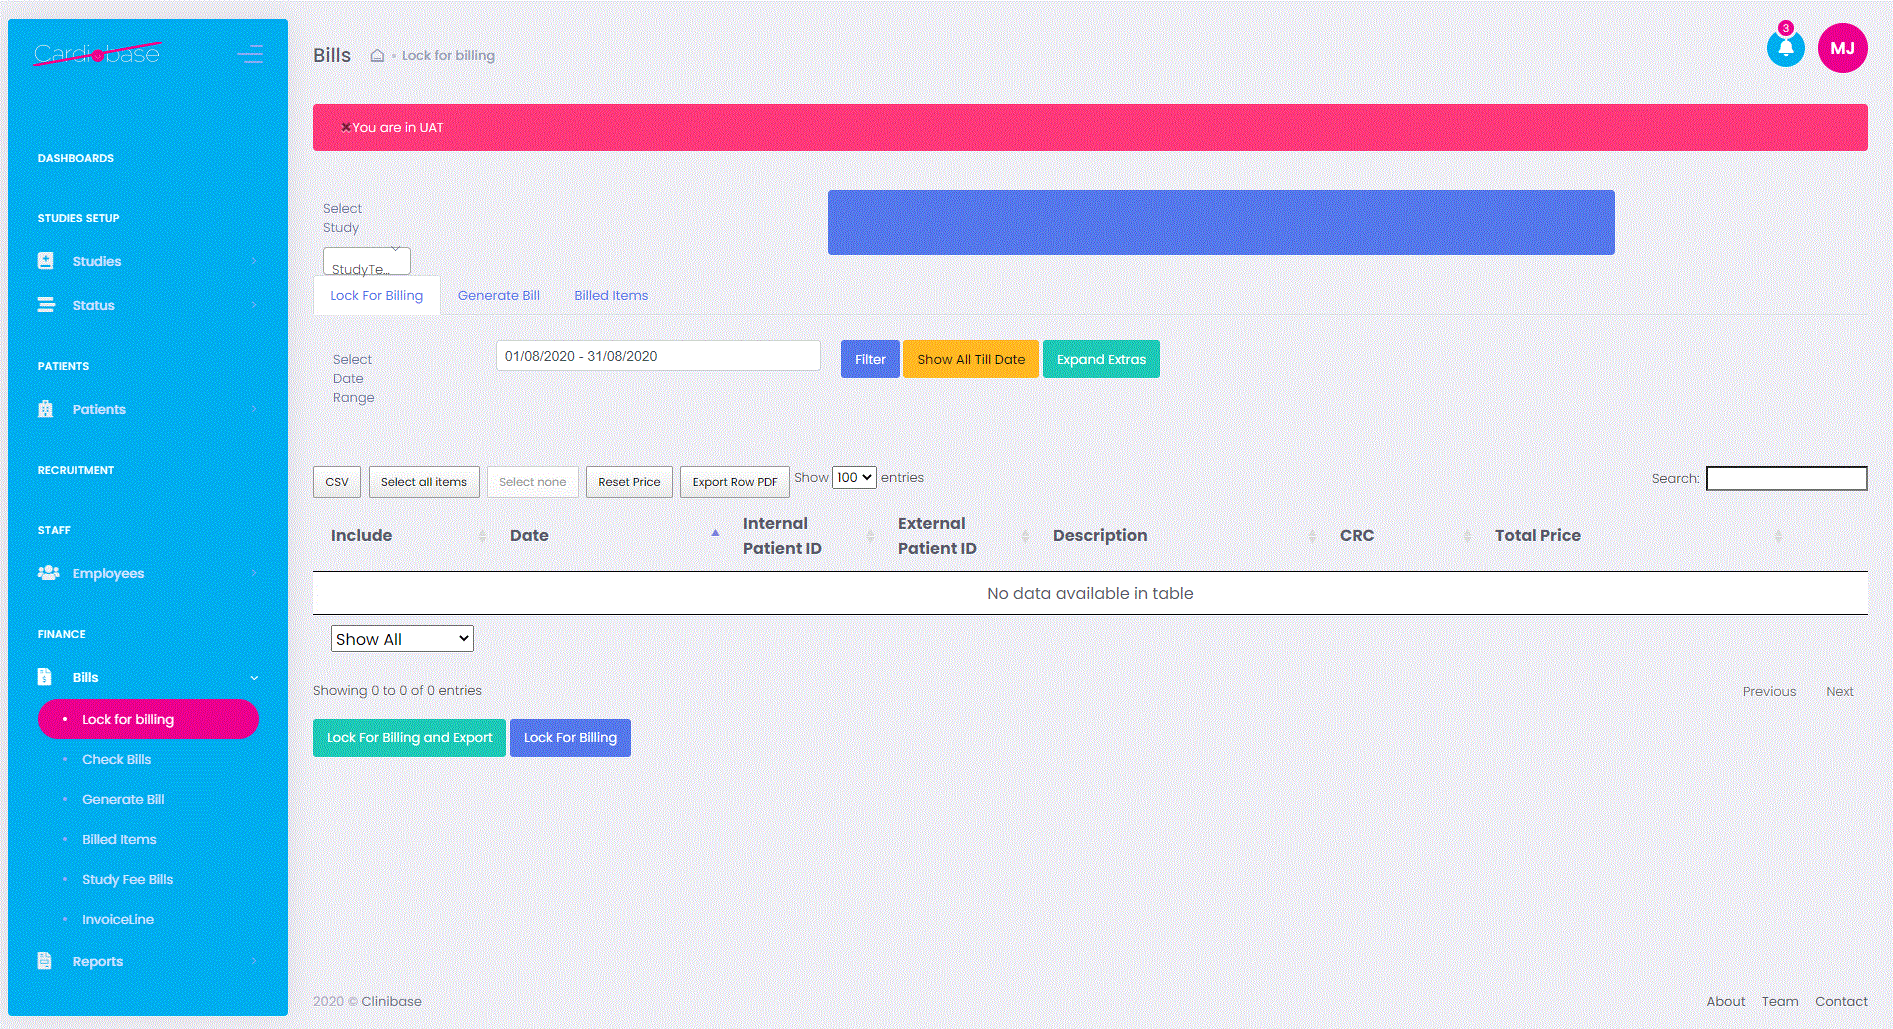 Cardiobase
DASHBOARDS
STUDIES SETUP
Studies
Status
PATIENTS
Patients
RECRUITMENT
STAFF
Employees
FINANCE
Bills
Lock for billing
Check Bills
Generate Bill
Billed Items
Study Fee Bills
InvoiceLine
Reports
Bills
Lock for billing
3
MJ
×You are in UAT
Select
Study
StudyTe...
Lock For Billing
Generate Bill
Billed Items
Select
Date
Range
01/08/2020 - 31/08/2020
Filter
Show All Till Date
Expand Extras
CSV
Select all items
Select none
Reset Price
Export Row PDF
Show 100 entries
Search:
Include
Date
Internal
Patient ID
External
Patient ID
Description
CRC
Total Price
No data available in table
Show All
Showing 0 to 0 of 0 entries
Previous
Next
Lock For Billing and Export
Lock For Billing
2020 © Clinibase
About
Team
Contact